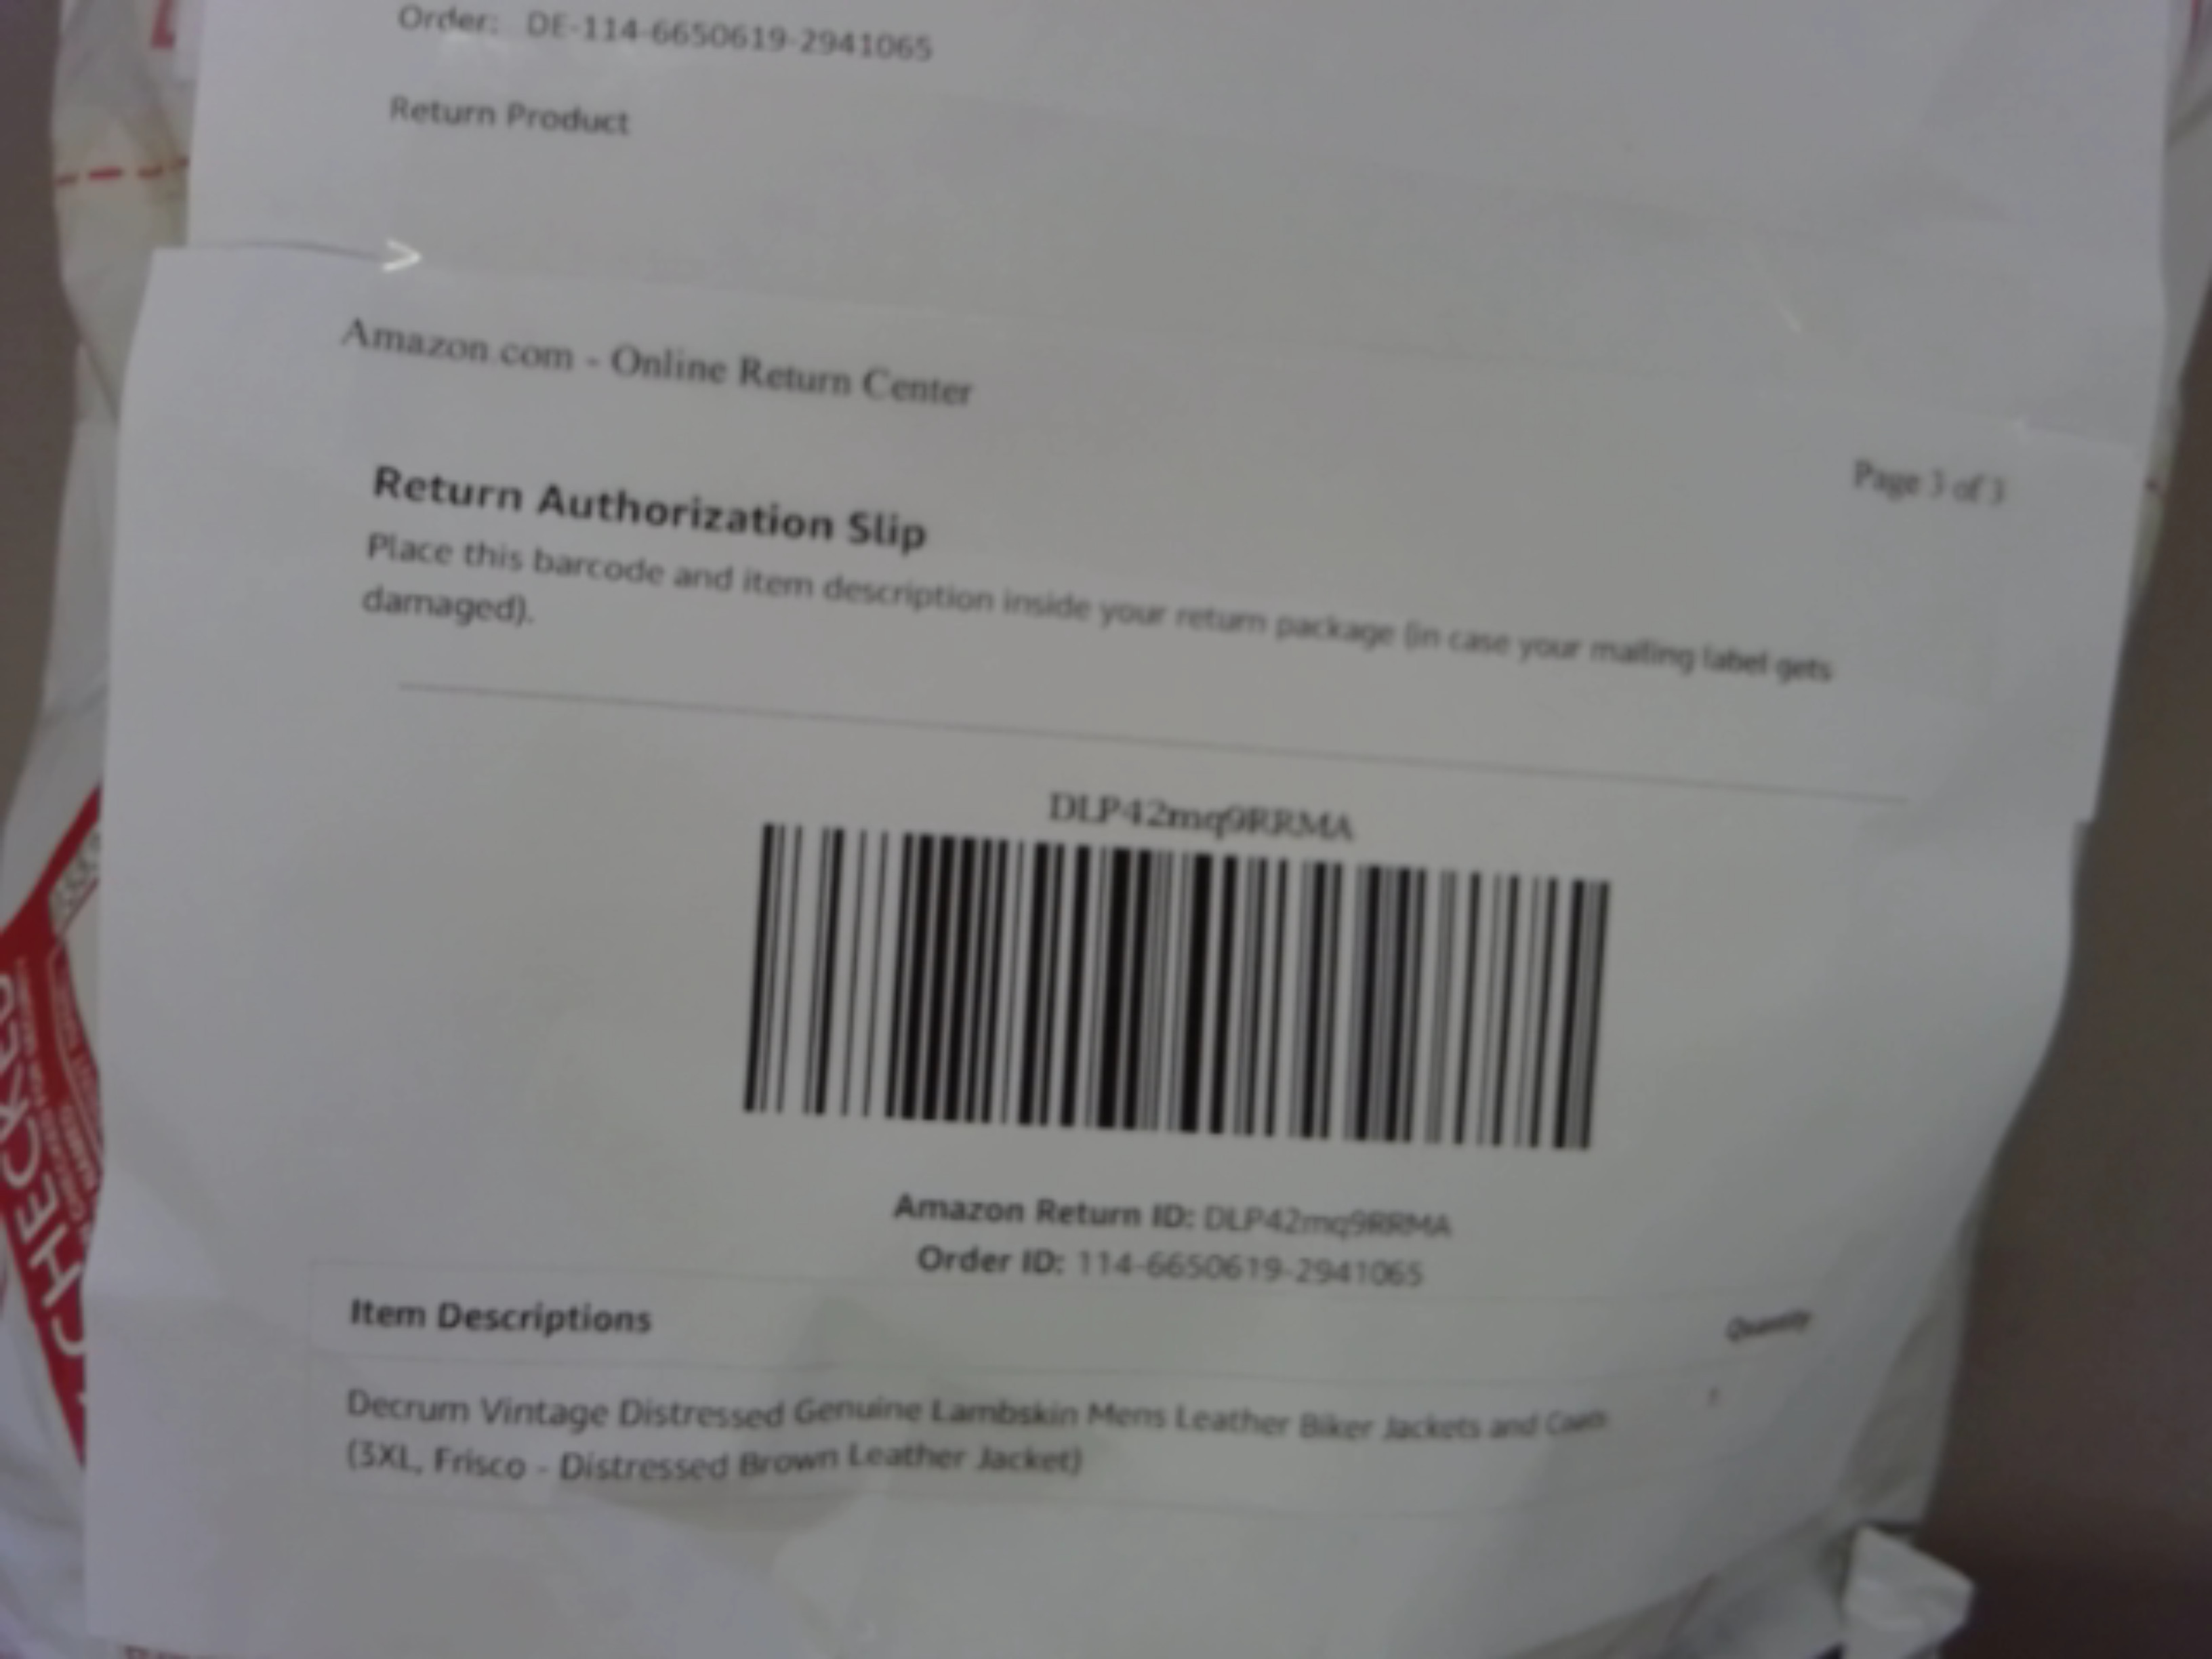 Order: DE-114-6650619-2941065
Return Product
Amazon.com - Online Return Center
Page 3 of 3
Return Authorization Slip
Place this barcode and item description inside your return package (in case your mailing label gets
damaged).
DLP42mq9RRMA
Amazon Return ID: DLP42mq9RRMA
Order ID: 114-6650619-2941065
Item Descriptions
Quantity
Decrum Vintage Distressed Genuine Lambskin Mens Leather Biker Jackets and Coats
1
(3XL, Frisco - Distressed Brown Leather Jacket)
CHECKED